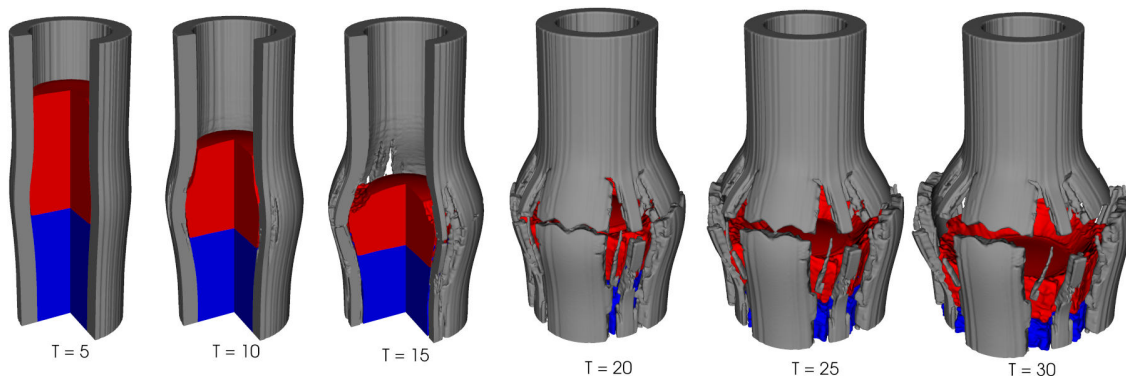 T = 5
T = 10
T = 15
T = 20
T = 25
T = 30